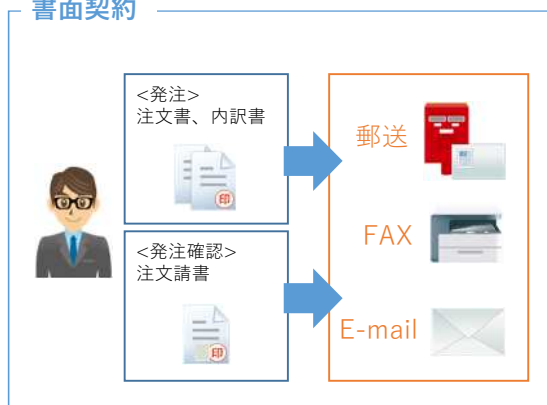 書面契約
<発注>
注文書、内訳書
印
<発注確認>
注文請書
印
郵送
FAX
E-mail